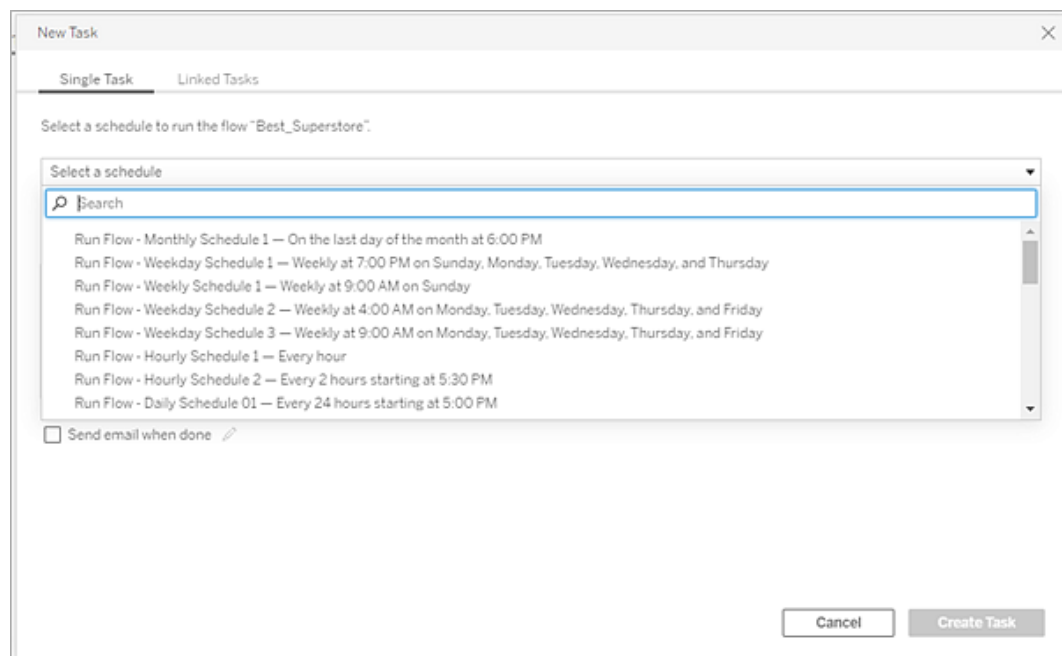 New Task
Single Task
Linked Tasks
Select a schedule to run the flow "Best_Superstore".
Select a schedule
Search
Run Flow - Monthly Schedule 1 — On the last day of the month at 6:00 PM
Run Flow - Weekday Schedule 1 — Weekly at 7:00 PM on Sunday, Monday, Tuesday, Wednesday, and Thursday
Run Flow - Weekly Schedule 1 — Weekly at 9:00 AM on Sunday
Run Flow - Weekday Schedule 2 — Weekly at 4:00 AM on Monday, Tuesday, Wednesday, Thursday, and Friday
Run Flow - Weekday Schedule 3 — Weekly at 9:00 AM on Monday, Tuesday, Wednesday, Thursday, and Friday
Run Flow - Hourly Schedule 1 — Every hour
Run Flow - Hourly Schedule 2 — Every 2 hours starting at 5:30 PM
Run Flow - Daily Schedule 01 — Every 24 hours starting at 5:00 PM
Send email when done
Cancel
Create Task